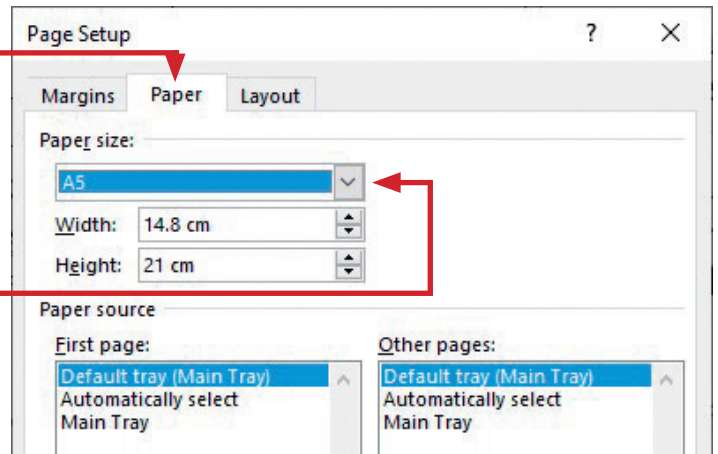 Page Setup ?
Margins Paper Layout
Paper size:
A5
Width: 14.8 cm
Height: 21 cm
Paper source
First page: Other pages:
Default tray (Main Tray) Default tray (Main Tray)
Automatically select Automatically select
Main Tray Main Tray